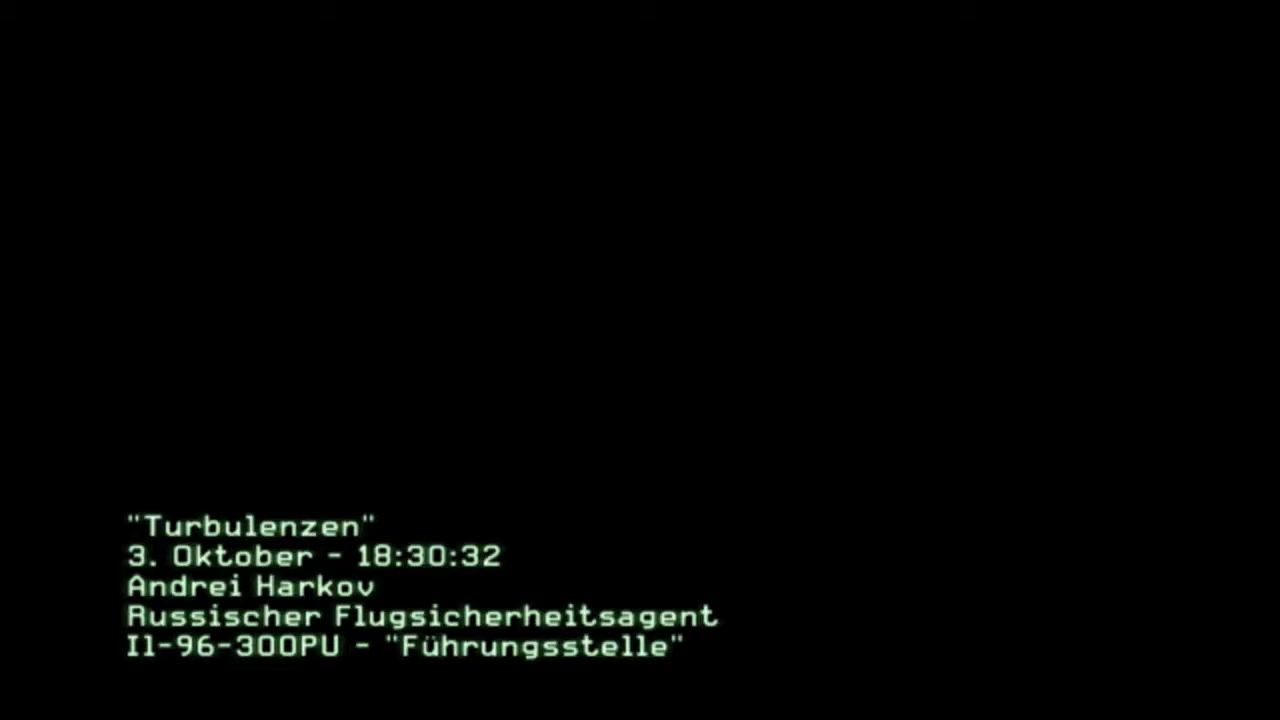 "Turbulenzen"
3. Oktober - 18:30:32
Andrei Harkov
Russischer Flugsicherheitsagent
Il-96-300PU - "Führungsstelle"